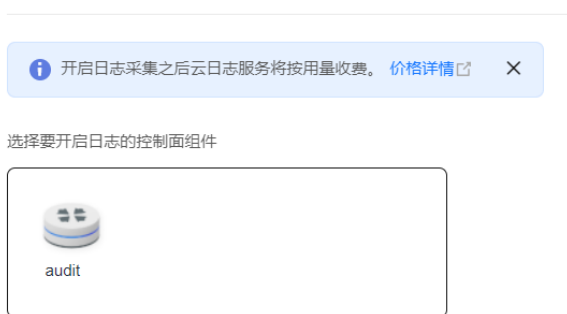 开启日志采集之后云日志服务将按用量收费。 价格详情
选择要开启日志的控制面组件
audit